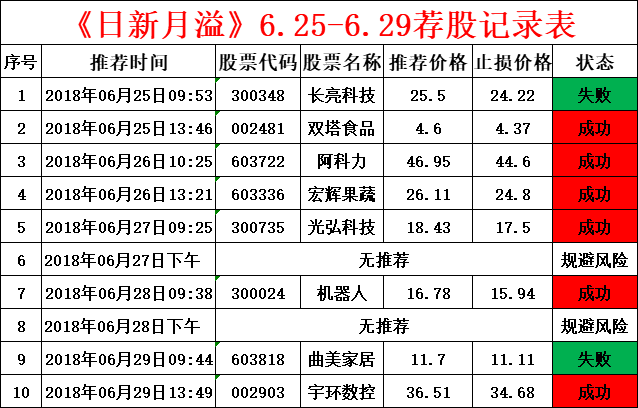 《日新月溢》6.25-6.29荐股记录表
序号 推荐时间 股票代码 股票名称 推荐价格 止损价格 状态
1 2018年06月25日09:53 300348 长亮科技 25.5 24.22 失败
2 2018年06月25日13:46 002481 双塔食品 4.6 4.37 成功
3 2018年06月26日10:25 603722 阿科力 46.95 44.6 成功
4 2018年06月26日13:21 603336 宏辉果蔬 26.11 24.8 成功
5 2018年06月27日09:25 300735 光弘科技 18.43 17.5 成功
6 2018年06月27日下午 无推荐 规避风险
7 2018年06月28日09:38 300024 机器人 16.78 15.94 成功
8 2018年06月28日下午 无推荐 规避风险
9 2018年06月29日09:44 603818 曲美家居 11.7 11.11 失败
10 2018年06月29日13:49 002903 宇环数控 36.51 34.68 成功